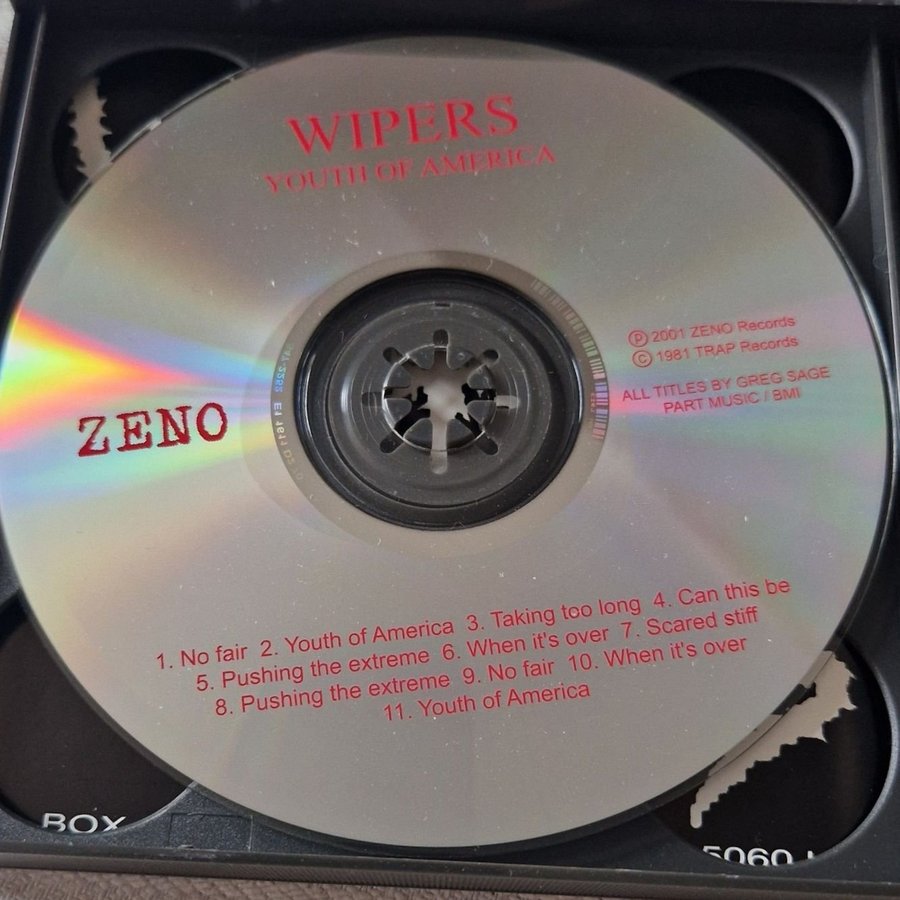 WIPERS
YOUTH OF AMERICA
Ⓟ 2001 ZENO Records
Ⓒ 1981 TRAP Records
ALL TITLES BY GREG SAGE
PART MUSIC / BMI
ZENO
1. No fair 2. Youth of America 3. Taking too long 4. Can this be
5. Pushing the extreme 6. When it's over 7. Scared stiff
8. Pushing the extreme 9. No fair 10. When it's over
11. Youth of America
BOX
5060